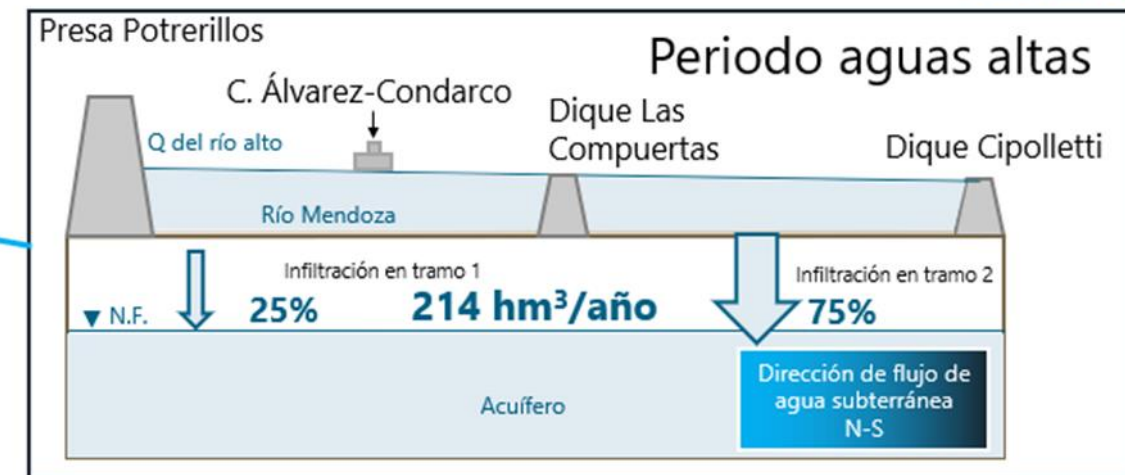 Presa Potrerillos
Periodo aguas altas
C. Álvarez-Condarco
Dique Las
Compuertas
Dique Cipolletti
Q del río alto
Río Mendoza
Infiltración en tramo 1
Infiltración en tramo 2
▼ N.F.
25%
214 hm³/año
75%
Dirección de flujo de
agua subterránéa
N-S
Acuífero